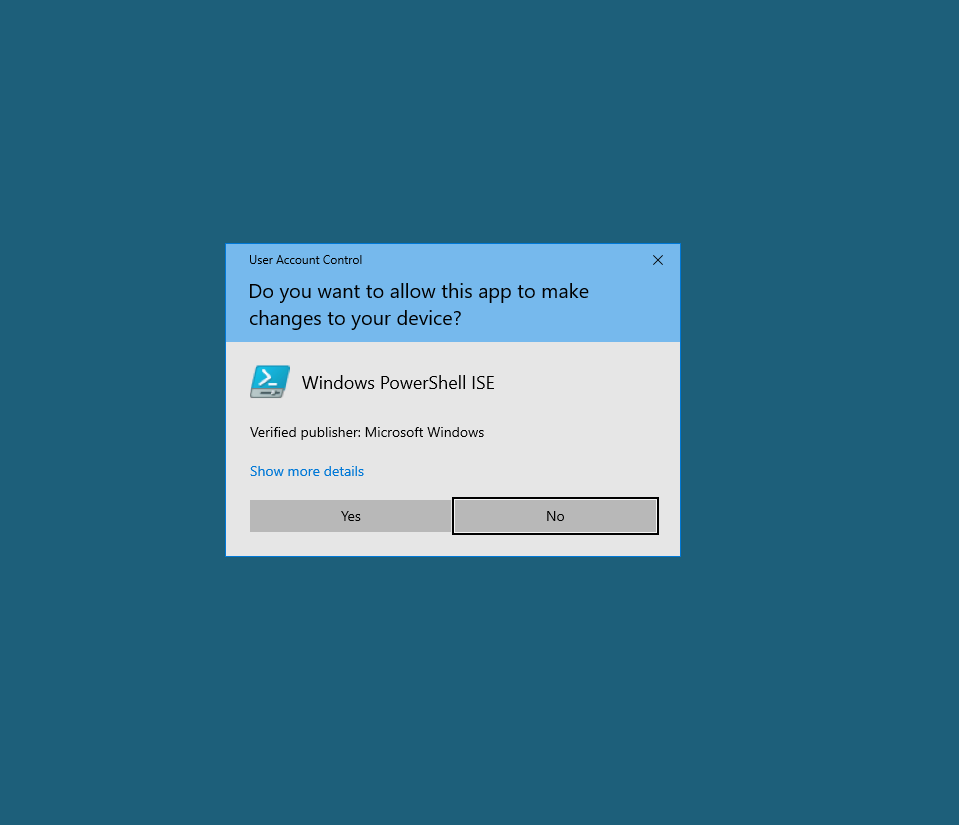 User Account Control
Do you want to allow this app to make
changes to your device?
Windows PowerShell ISE
Verified publisher: Microsoft Windows
Show more details
Yes
No